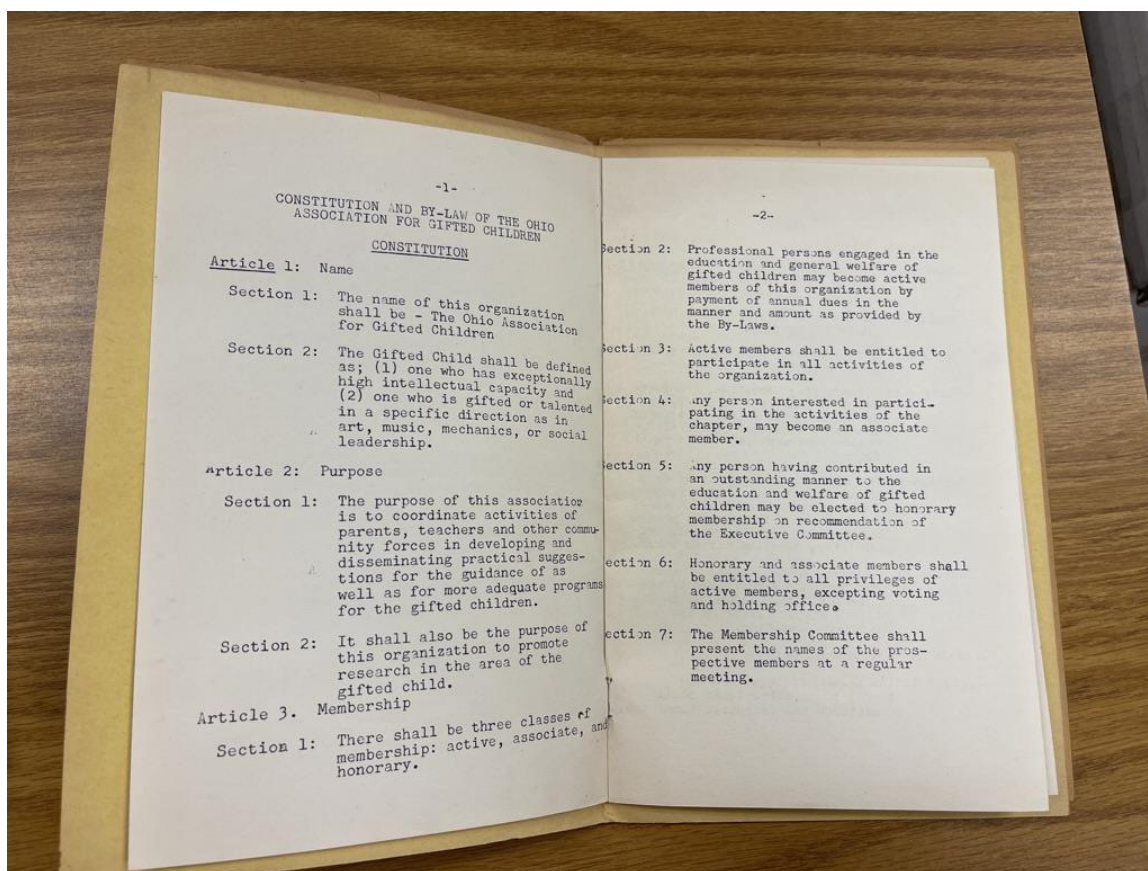 -1-
CONSTITUTION AND BY-LAW OF THE OHIO
ASSOCIATION FOR GIFTED CHILDREN
CONSTITUTION
Article 1: Name
Section 1: The name of this organization
shall be - The Ohio Association
for Gifted Children
Section 2: The Gifted Child shall be defined
as; (1) one who has exceptionally
high intellectual capacity and
(2) one who is gifted or talented
in a specific direction as in
art, music, mechanics, or social
leadership.
Article 2: Purpose
Section 1: The purpose of this association
is to coordinate activities of
parents, teachers and other commu-
nity forces in developing and
disseminating practical sugges-
tions for the guidance of as
well as for more adequate programs
for the gifted children.
Section 2: It shall also be the purpose of
this organization to promote
research in the area of the
gifted child.
Article 3. Membership
Section 1: There shall be three classes of
membership: active, associate, and
honorary.
-2-
Section 2: Professional persons engaged in the
education and general welfare of
gifted children may become active
members of this organization by
payment of annual dues in the
manner and amount as provided by
the By-Laws.
Section 3: Active members shall be entitled to
participate in all activities of
the organization.
Section 4: Any person interested in partici-
pating in the activities of the
chapter, may become an associate
member.
Section 5: Any person having contributed in
an outstanding manner to the
education and welfare of gifted
children may be elected to honorary
membership on recommendation of
the Executive Committee.
ection 6: Honorary and associate members shall
be entitled to all privileges of
active members, excepting voting
and holding office.
ection 7: The Membership Committee shall
present the names of the pros-
pective members at a regular
meeting.